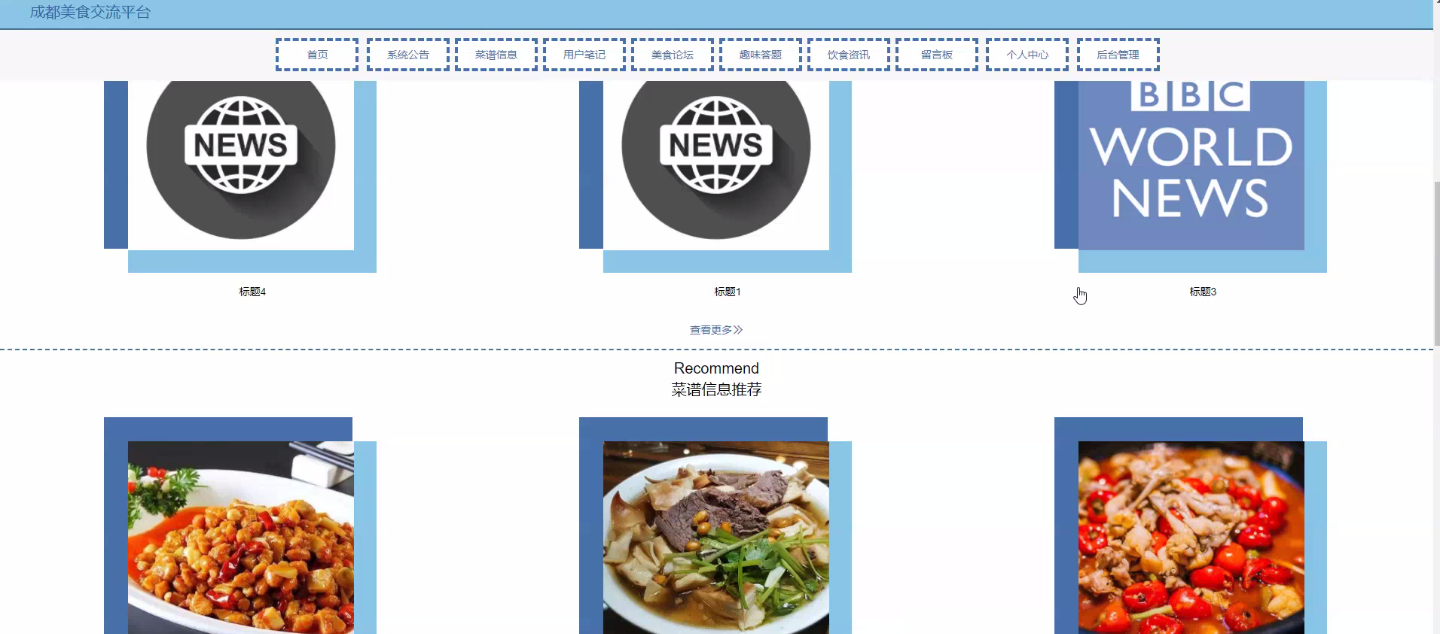 成都美食交流平台
首页 系统公告 菜谱信息 用户笔记 美食论坛 趣味答题 饮食资讯 留言板 个人中心 后台管理
NEWS NEWS BBC
WORLD
NEWS
标题4 标题1 标题3
查看更多
Recommend
菜谱信息推荐